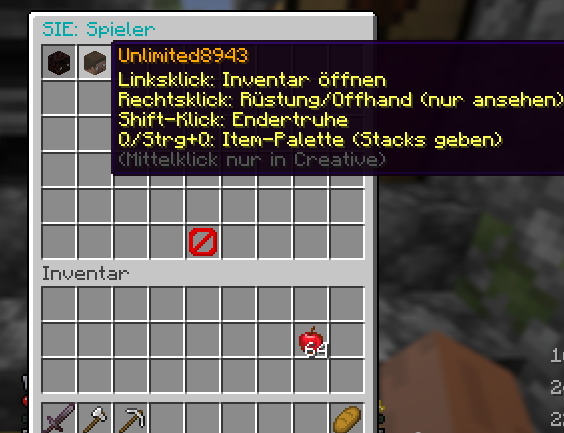 SIE: Spieler
Unlimited8943
Linksklick: Inventar öffnen
Rechtsklick: Rüstung/Offhand (nur ansehen)
Shift-Klick: Endertruhe
Q/Strg+Q: Item-Palette (Stacks geben)
(Mittelklick nur in Creative)
Inventar
64